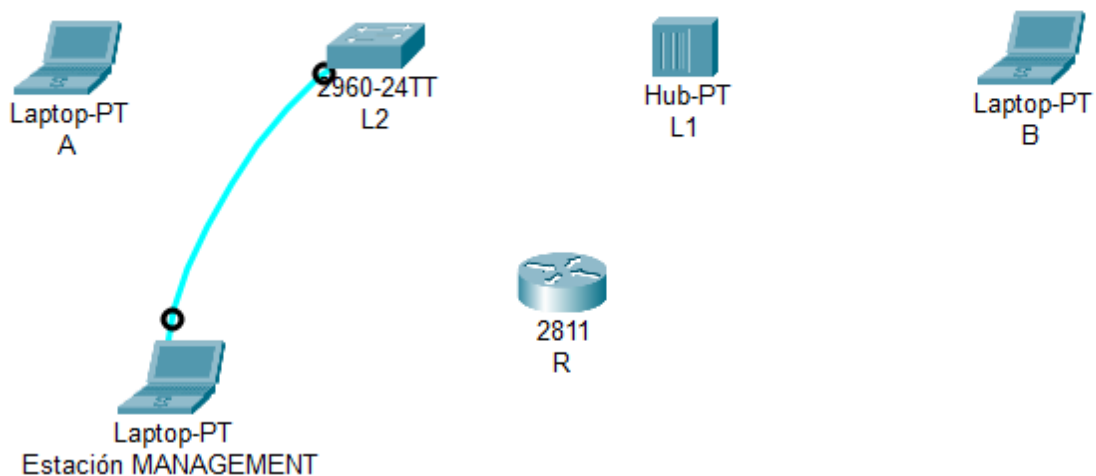 Laptop-PT
A
2960-24TT
L2
Hub-PT
L1
Laptop-PT
B
2811
R
Laptop-PT
Estación MANAGEMENT